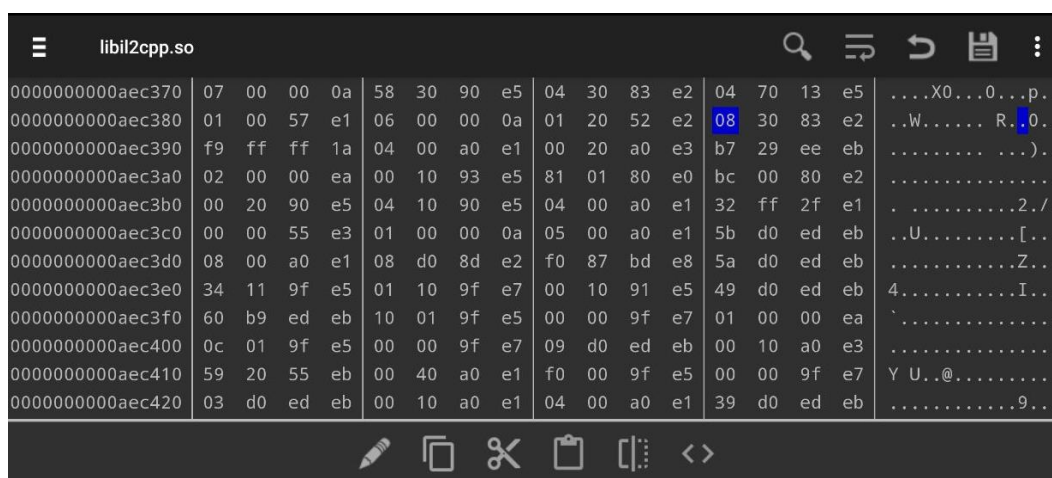 libil2cpp.so
0000000000aec370 07 00 00 0a 58 30 90 e5 04 30 83 e2 04 70 13 e5 ....X0...0...p.
0000000000aec380 01 00 57 e1 06 00 00 0a 01 20 52 e2 08 30 83 e2 ..W...... R..0.
0000000000aec390 f9 ff ff 1a 04 00 a0 e1 00 20 a0 e3 b7 29 ee eb ......... ...).
0000000000aec3a0 02 00 00 ea 00 10 93 e5 81 01 80 e0 bc 00 80 e2 ...............
0000000000aec3b0 00 20 90 e5 04 10 90 e5 04 00 a0 e1 32 ff 2f e1 . ..........2./
0000000000aec3c0 00 00 55 e3 01 00 00 0a 05 00 a0 e1 5b d0 ed eb ..U.........[..
0000000000aec3d0 08 00 a0 e1 08 d0 8d e2 f0 87 bd e8 5a d0 ed eb ............Z..
0000000000aec3e0 34 11 9f e5 01 10 9f e7 00 10 91 e5 49 d0 ed eb 4...........I..
0000000000aec3f0 60 b9 ed eb 10 01 9f e5 00 00 9f e7 01 00 00 ea `..............
0000000000aec400 0c 01 9f e5 00 00 9f e7 09 d0 ed eb 00 10 a0 e3 ...............
0000000000aec410 59 20 55 eb 00 40 a0 e1 f0 00 9f e5 00 00 9f e7 Y U..@.........
0000000000aec420 03 d0 ed eb 00 10 a0 e1 04 00 a0 e1 39 d0 ed eb ............9..